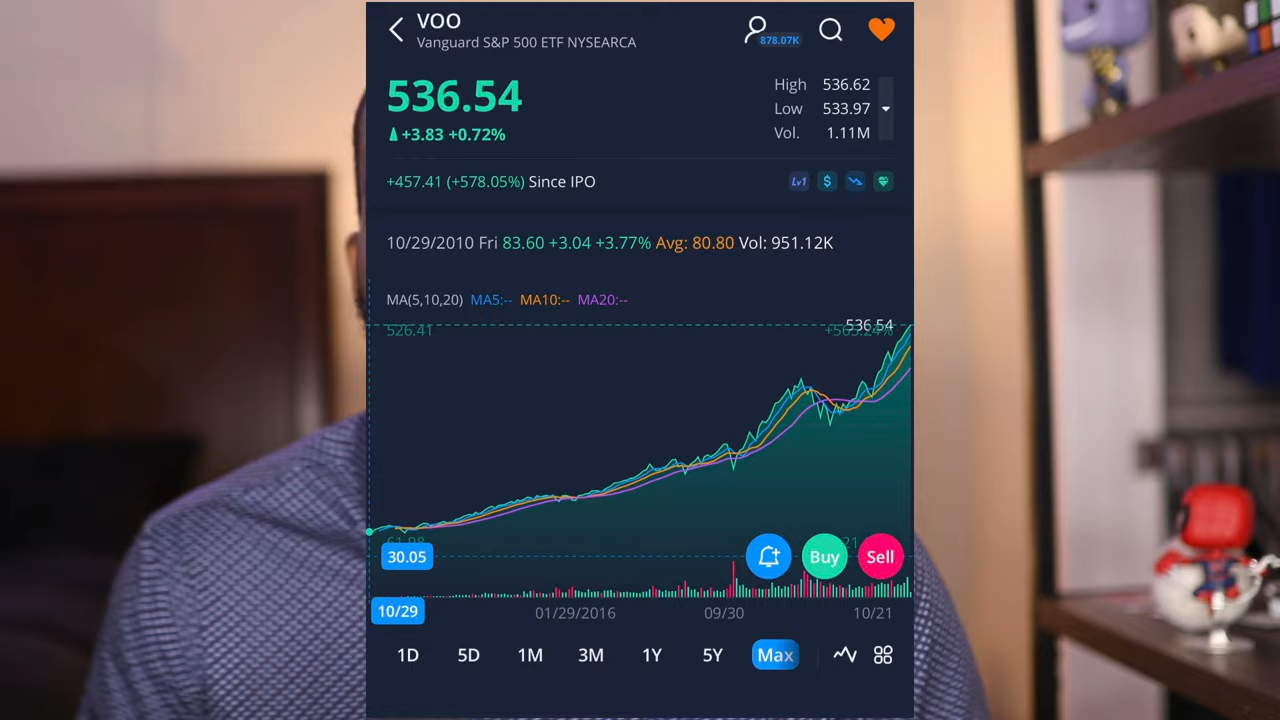 VOO
Vanguard S&P 500 ETF NYSEARCA
878.07K
536.54
+3.83 +0.72%
High 536.62
Low 533.97
Vol. 1.11M
+457.41 (+578.05%) Since IPO
Lv1 $
10/29/2010 Fri 83.60 +3.04 +3.77% Avg: 80.80 Vol: 951.12K
MA(5,10,20) MA5:-- MA10:-- MA20:--
536.54
526.41
61.98
30.05
Buy
Sell
10/29
01/29/2016
09/30
10/21
1D 5D 1M 3M 1Y 5Y Max